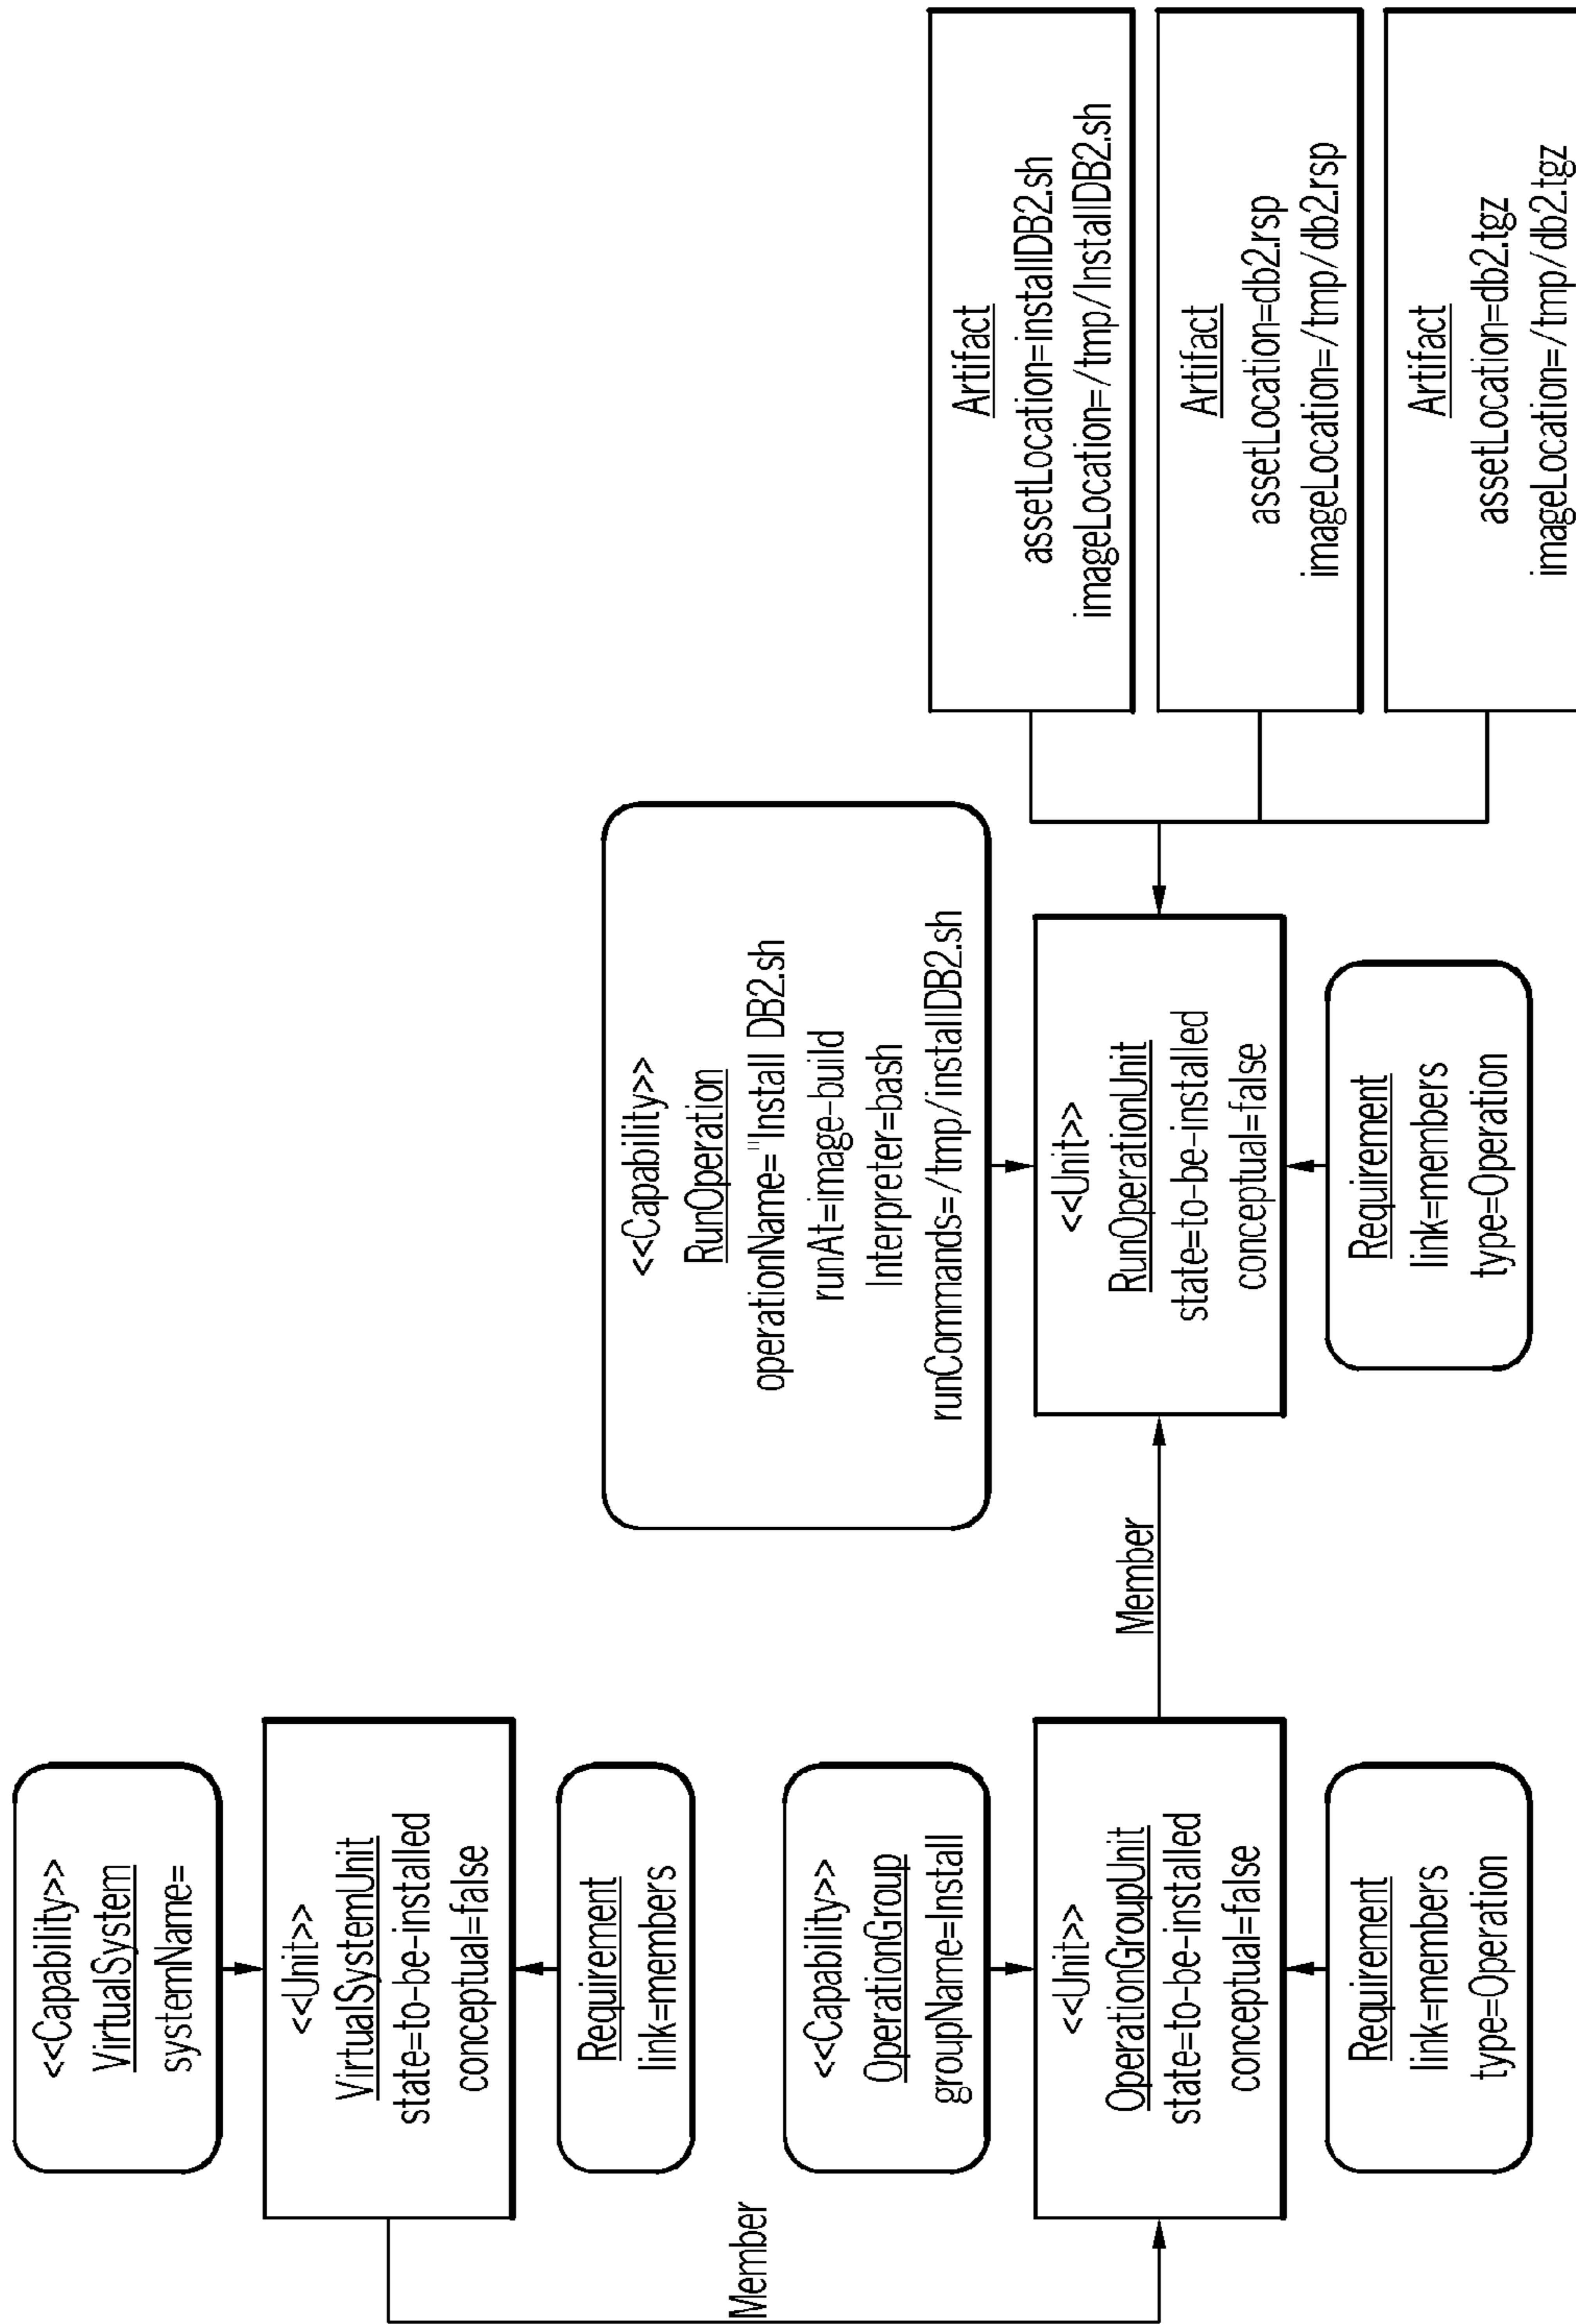 <<Capability>>
VirtualSystem
systemName=
<<Unit>>
VirtualSystemUnit
state=to-be-installed
conceptual=false
Requirement
link=members
Member
<<Capability>>
OperationGroup
groupName=Install
<<Unit>>
OperationGroupUnit
state=to-be-installed
conceptual=false
Requirement
link=members
type=Operation
Member
<<Capability>>
RunOperation
operationName="Install DB2.sh
runAt=image-build
Interpreter=bash
runCommands=/tmp/installDB2.sh
<<Unit>>
RunOperationUnit
state=to-be-installed
conceptual=false
Requirement
link=members
type=Operation
Artifact
assetLocation=installDB2.sh
imageLocation=/tmp/InstallDB2.sh
Artifact
assetLocation=db2.rsp
imageLocation=/tmp/db2.rsp
Artifact
assetLocation=db2.tgz
imageLocation=/tmp/db2.tgz